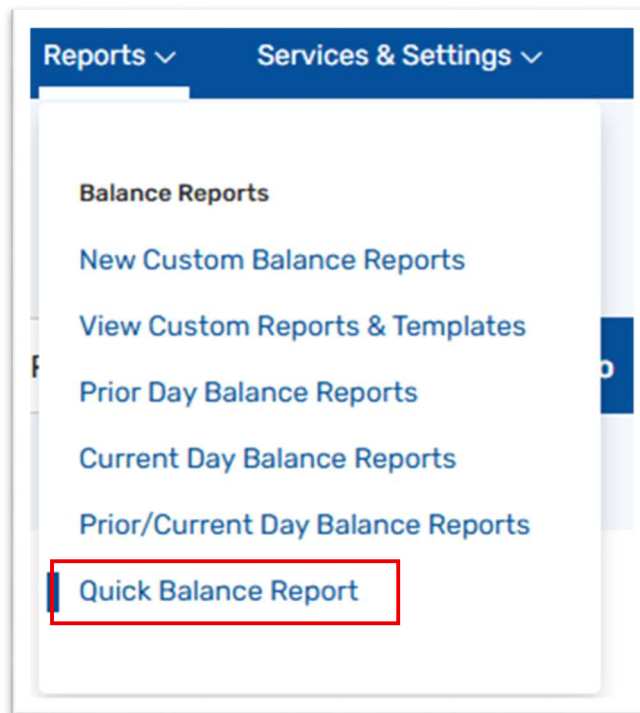 Reports Services & Settings
Balance Reports
New Custom Balance Reports
View Custom Reports & Templates
Prior Day Balance Reports
Current Day Balance Reports
Prior/Current Day Balance Reports
Quick Balance Report